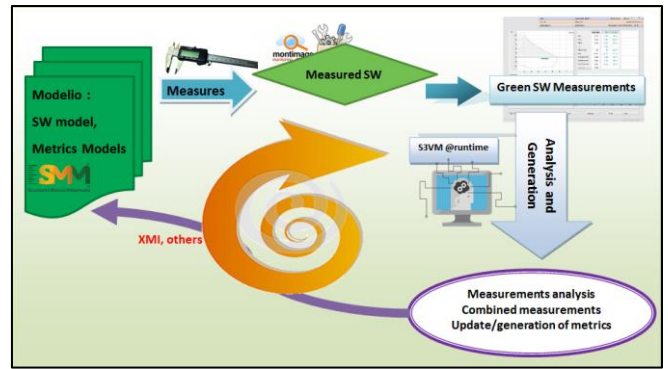 Modelio :
SW model,
Metrics Models
SMM
Measures
montimage
Measured SW
Green SW Measurements
S3VM @runtime
Analysis and
Generation
XMI, others
Measurements analysis
Combined measurements
Update/generation of metrics